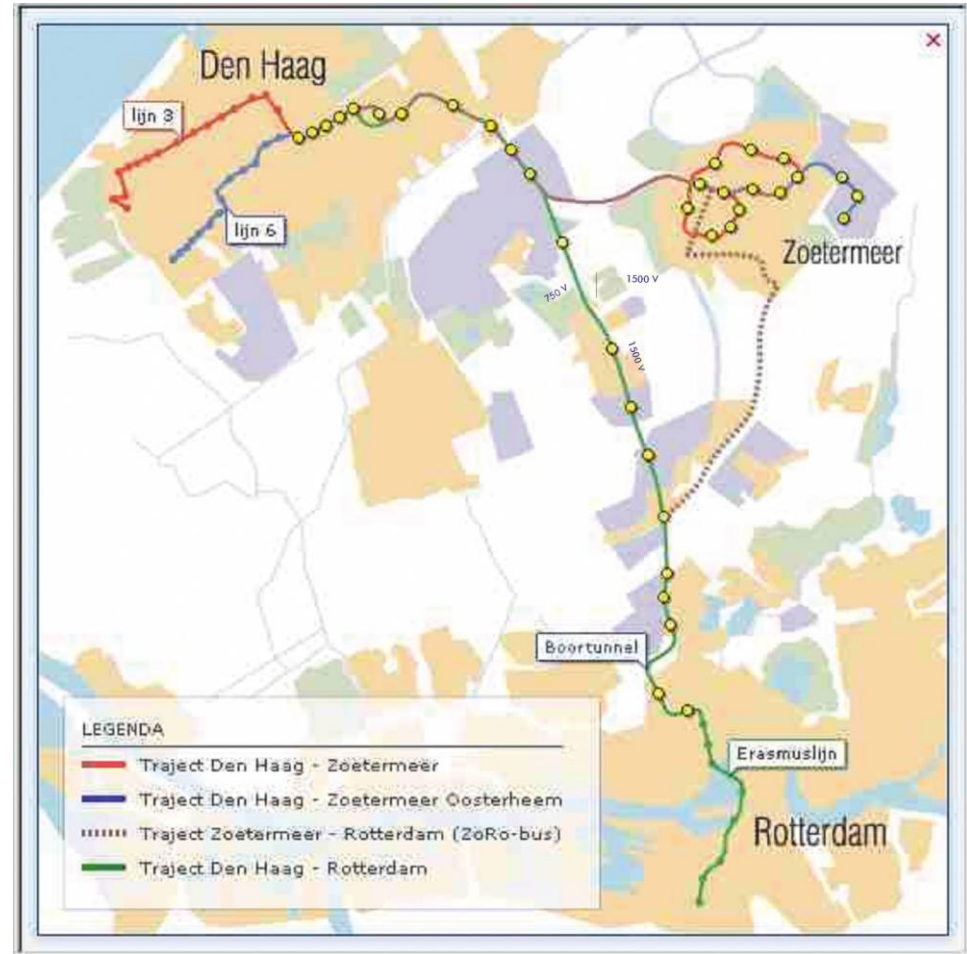 Den Haag
lijn 3
lijn 6
Zoetermeer
750 V
1500 V
1500 V
Boortunnel
Erasmuslijn
Rotterdam
LEGENDA
Traject Den Haag - Zoetermeer
Traject Den Haag - Zoetermeer Oosterheem
Traject Zoetermeer - Rotterdam (ZoRo-bus)
Traject Den Haag - Rotterdam